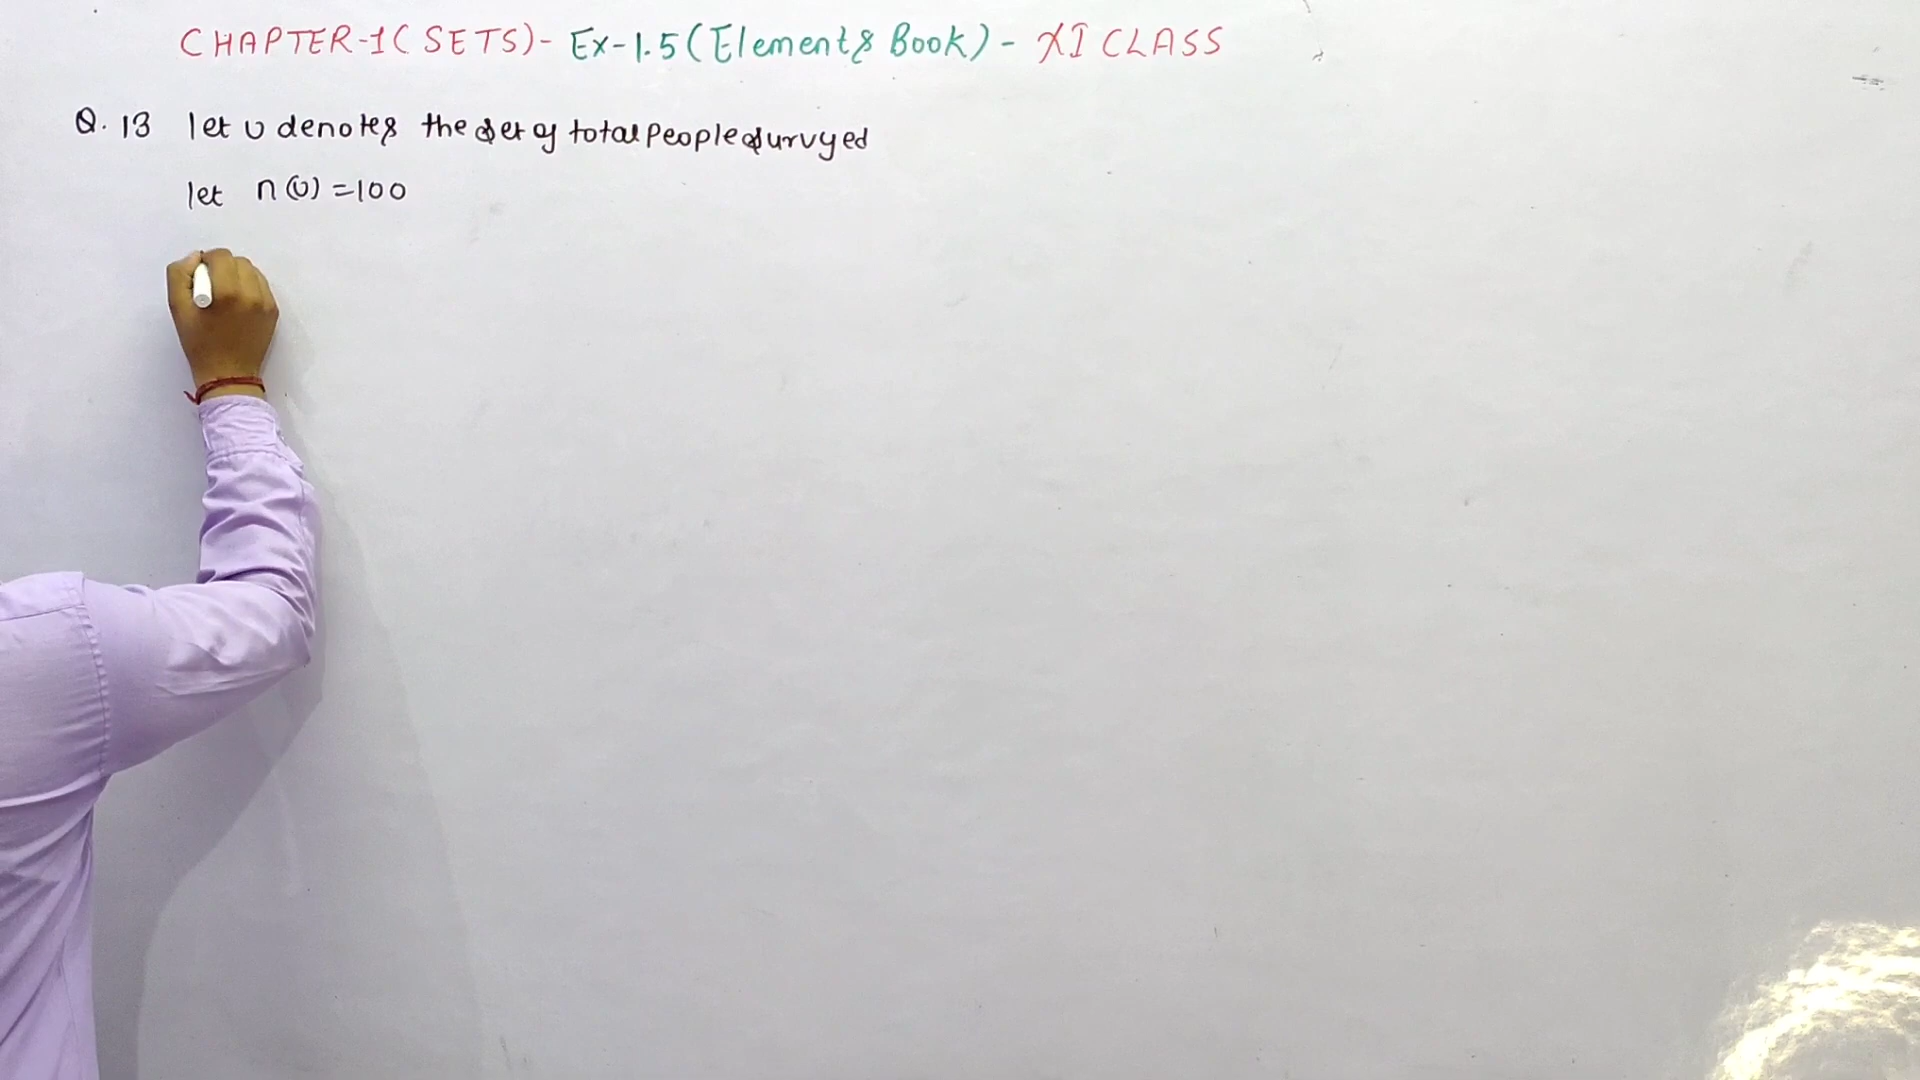 CHAPTER-1(SETS)- Ex-1.5(Elements Book)- XI CLASS
Q. 13 let U denotes the set of total people survyed
let n(U) =100